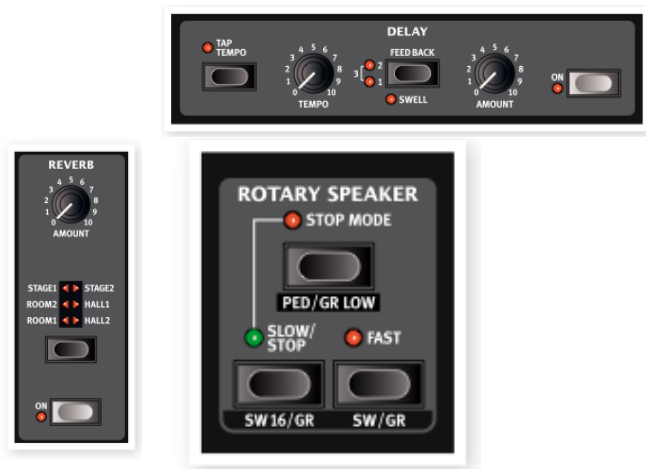 DELAY
TAP
TEMPO
0 1 2 3 4 5 6 7 8 9 10
TEMPO
FEED BACK
3
2
1
SWELL
0 1 2 3 4 5 6 7 8 9 10
AMOUNT
ON
REVERB
0 1 2 3 4 5 6 7 8 9 10
AMOUNT
STAGE1 STAGE2
ROOM2 HALL1
ROOM1 HALL2
ON
ROTARY SPEAKER
STOP MODE
PED/GR LOW
SLOW/
STOP
FAST
SW 16/GR
SW/GR